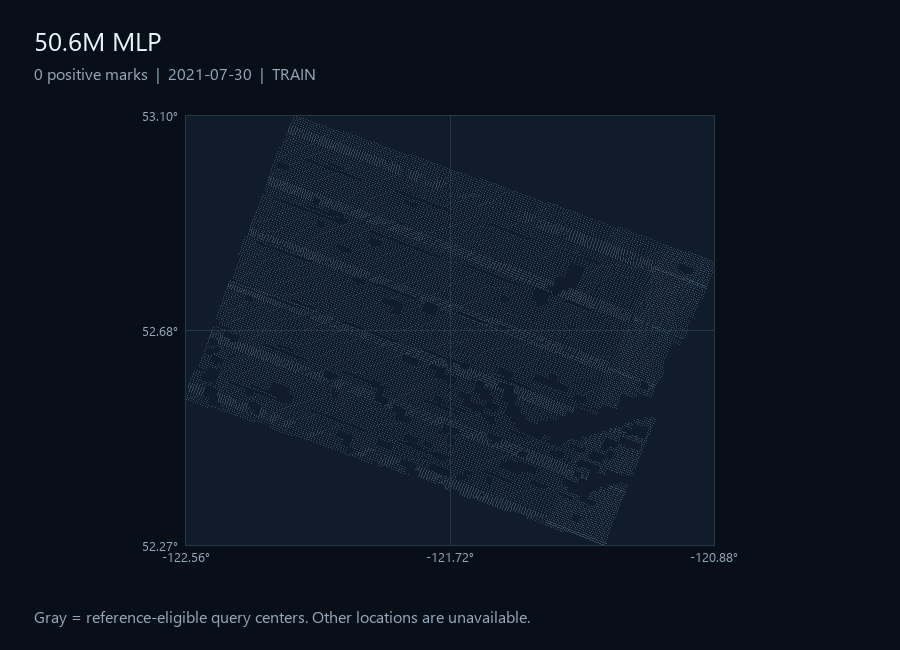 50.6M MLP
0 positive marks | 2021-07-30 | TRAIN
53.10°
52.68°
52.27°
-122.56°
-121.72°
-120.88°
Gray = reference-eligible query centers. Other locations are unavailable.